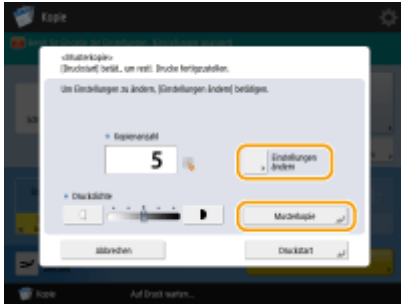 Kopie
<Musterkopie>
[Druckstart] betät., um restl. Drucke fertigzustellen.
Um Einstellungen zu ändern, [Einstellungen ändern] betätigen.
Kopienanzahl
5
Einstellungen
ändern
Druckdichte
Musterkopie
Abbrechen
Druckstart
Kopie
Auf Druck warten...